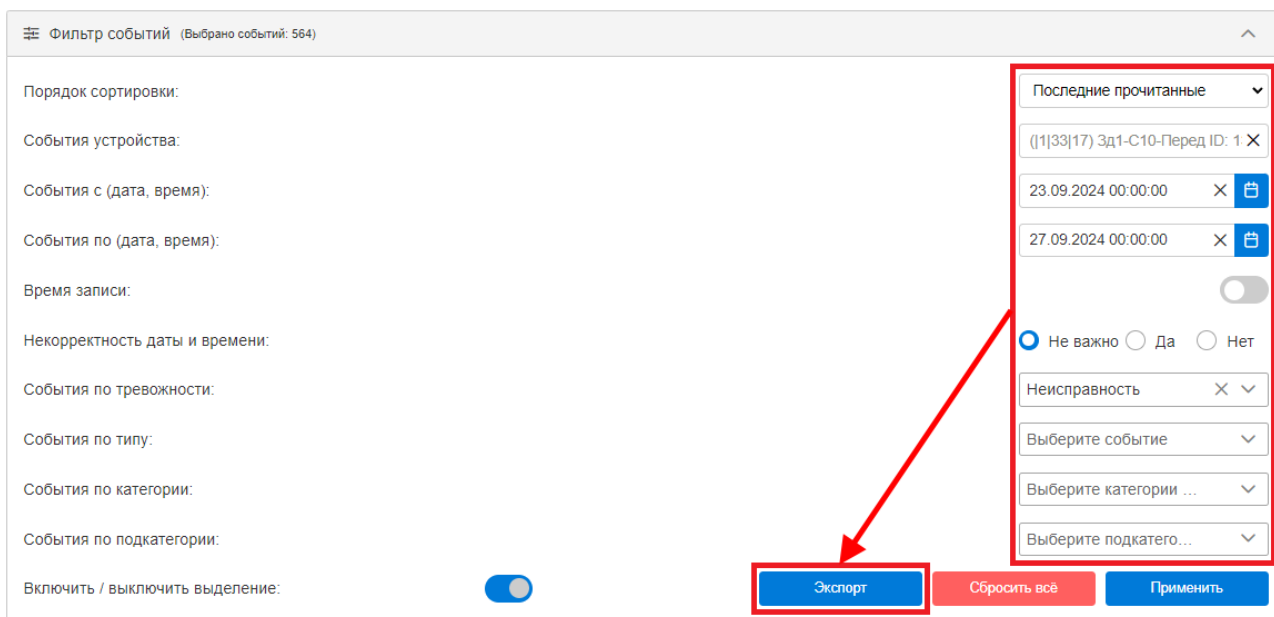 Фильтр событий (Выбрано событий: 564)
Порядок сортировки: Последние прочитанные
События устройства: (|1|33|17) Зд1-С10-Перед ID: 1
События с (дата, время): 23.09.2024 00:00:00
События по (дата, время): 27.09.2024 00:00:00
Время записи:
Некорректность даты и времени: Не важно Да Нет
События по тревожности: Неисправность
События по типу: Выберите событие
События по категории: Выберите категории ...
События по подкатегории: Выберите подкатего...
Включить / выключить выделение: Экспорт Сбросить всё Применить